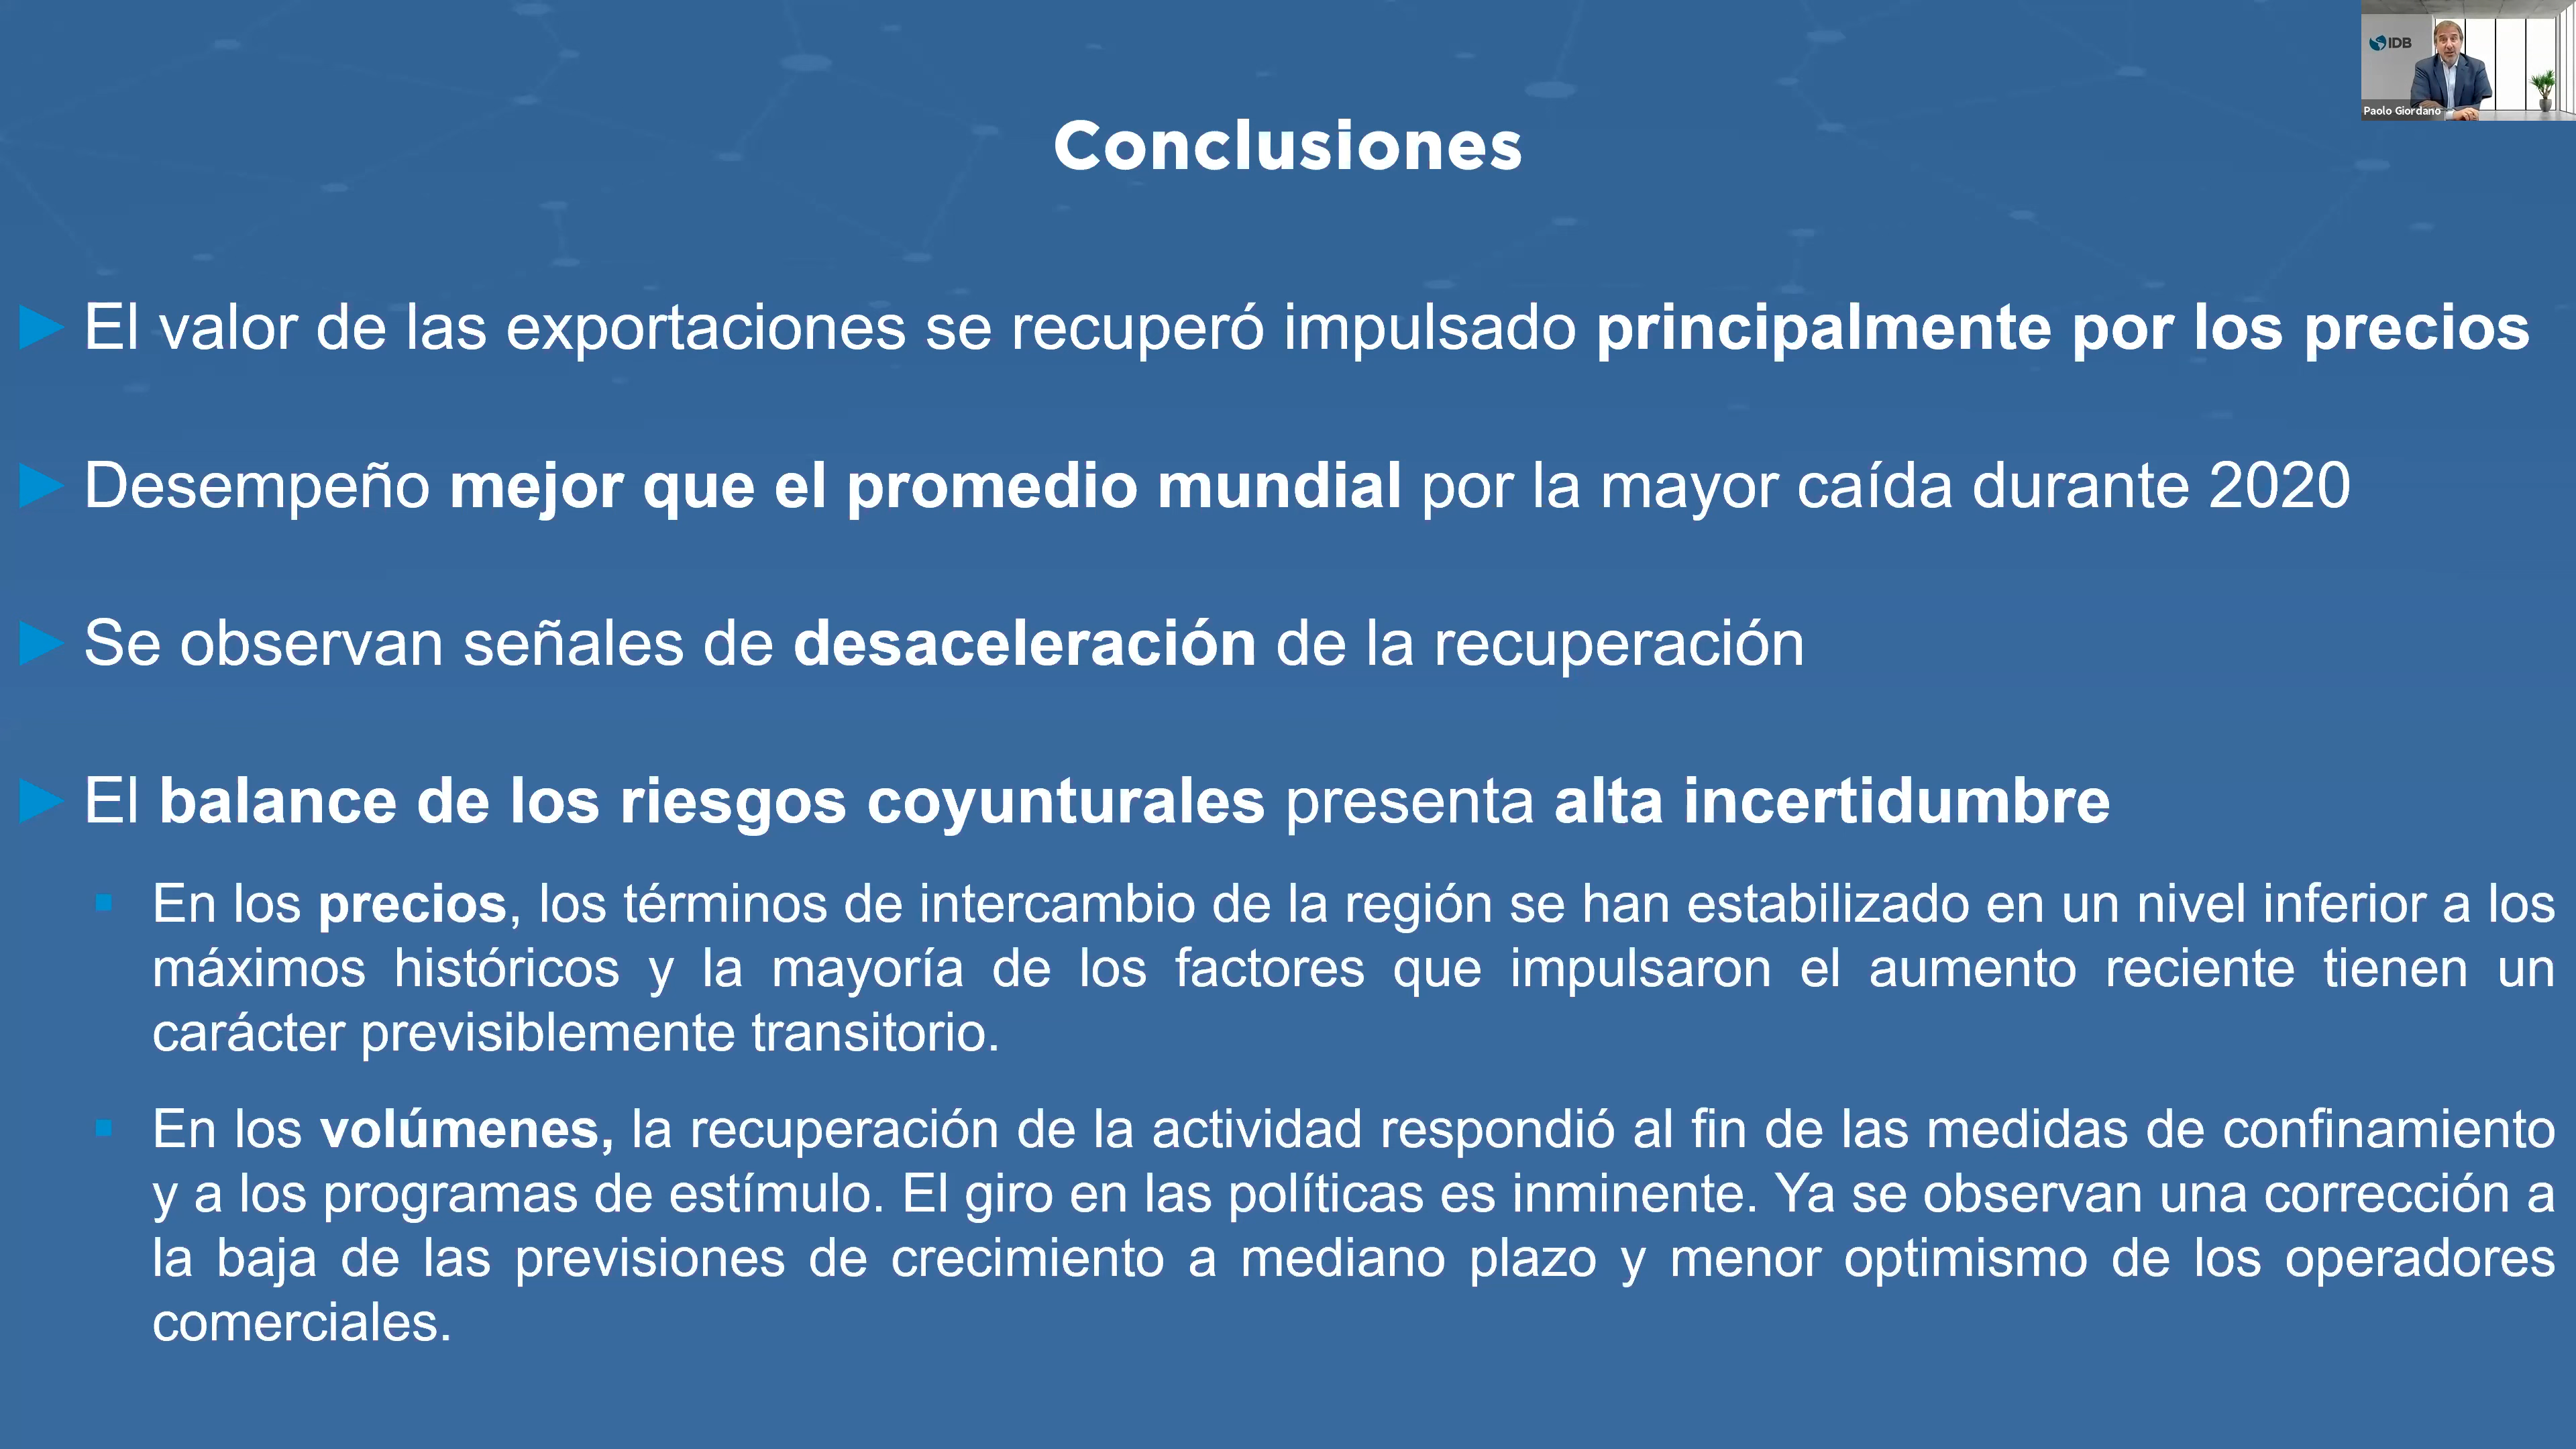 IDB
Paolo Giordano
Conclusiones
El valor de las exportaciones se recuperó impulsado principalmente por los precios
Desempeño mejor que el promedio mundial por la mayor caída durante 2020
Se observan señales de desaceleración de la recuperación
El balance de los riesgos coyunturales presenta alta incertidumbre
En los precios, los términos de intercambio de la región se han estabilizado en un nivel inferior a los
máximos históricos y la mayoría de los factores que impulsaron el aumento reciente tienen un
carácter previsiblemente transitorio.
En los volúmenes, la recuperación de la actividad respondió al fin de las medidas de confinamiento
y a los programas de estímulo. El giro en las políticas es inminente. Ya se observan una corrección a
la baja de las previsiones de crecimiento a mediano plazo y menor optimismo de los operadores
comerciales.